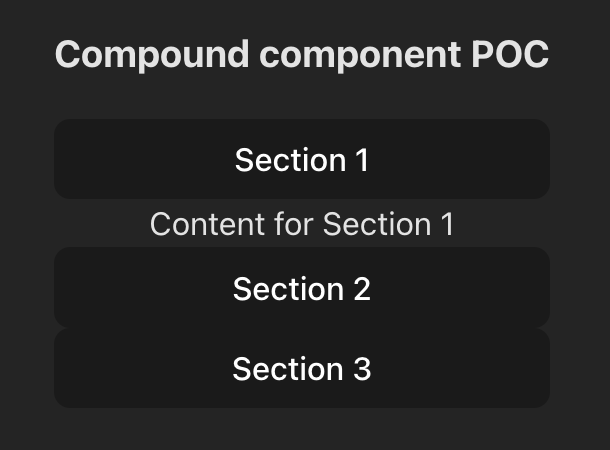 Compound component POC
Section 1
Content for Section 1
Section 2
Section 3